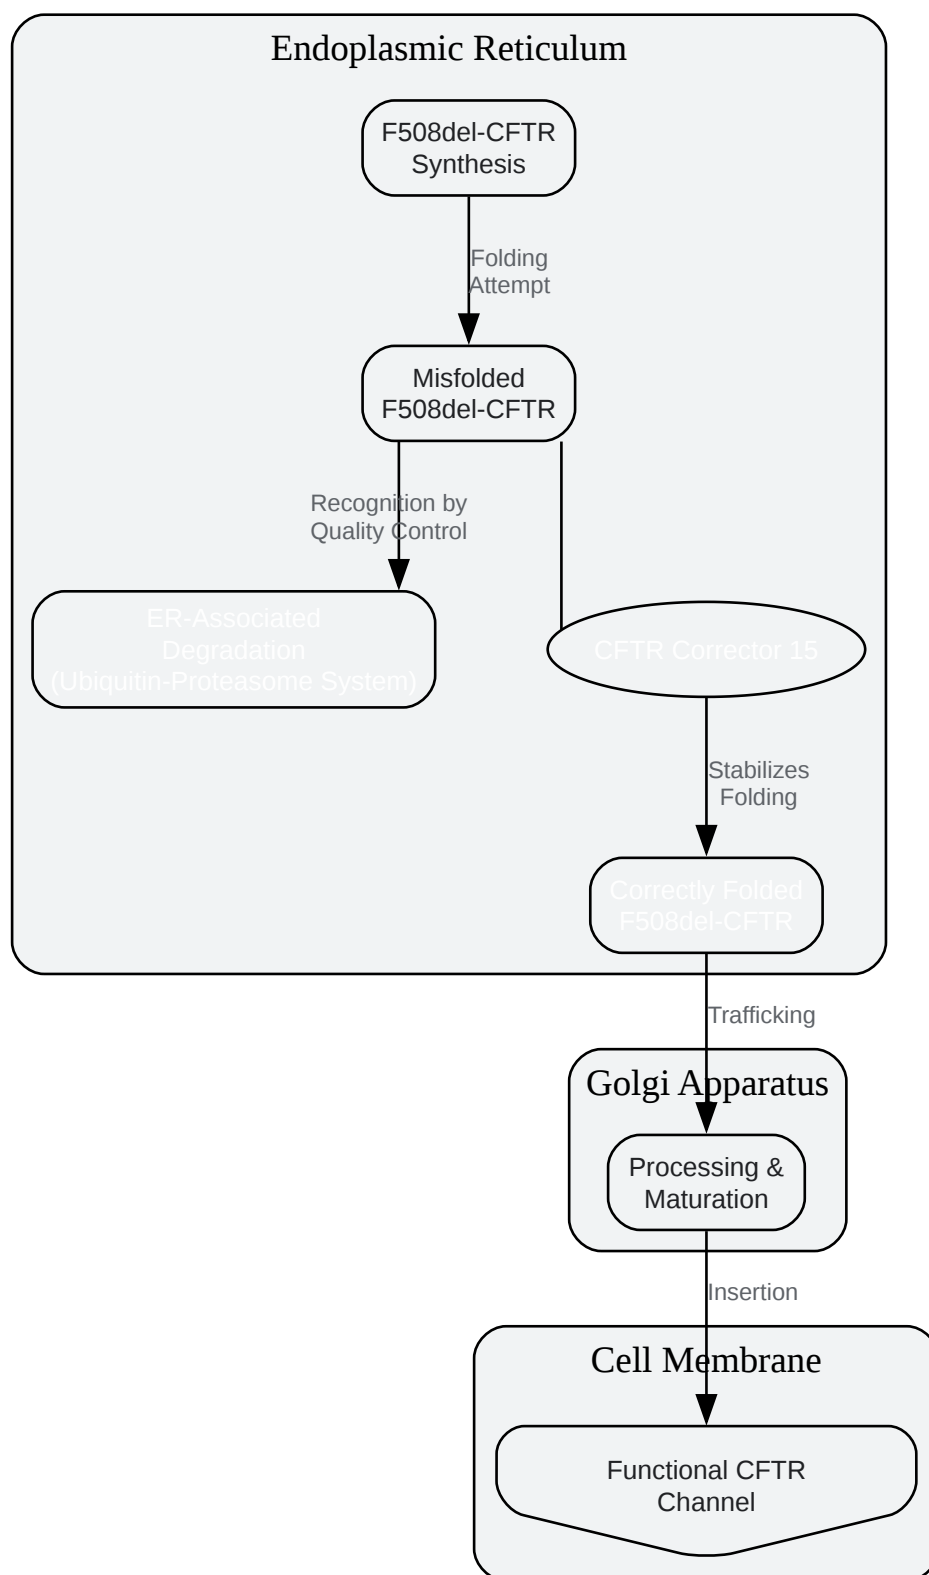 Endoplasmic Reticulum
F508del-CFTR
Synthesis
Folding
Attempt
Misfolded
F508del-CFTR
Recognition by
Quality Control
ER-Associated
Degradation
(Ubiquitin-Proteasome System)
CFTR Corrector 15
Stabilizes
Folding
Correctly Folded
F508del-CFTR
Trafficking
Golgi Apparatus
Processing &
Maturation
Insertion
Cell Membrane
Functional CFTR
Channel